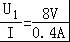 U₁/I = 8V/0.4A